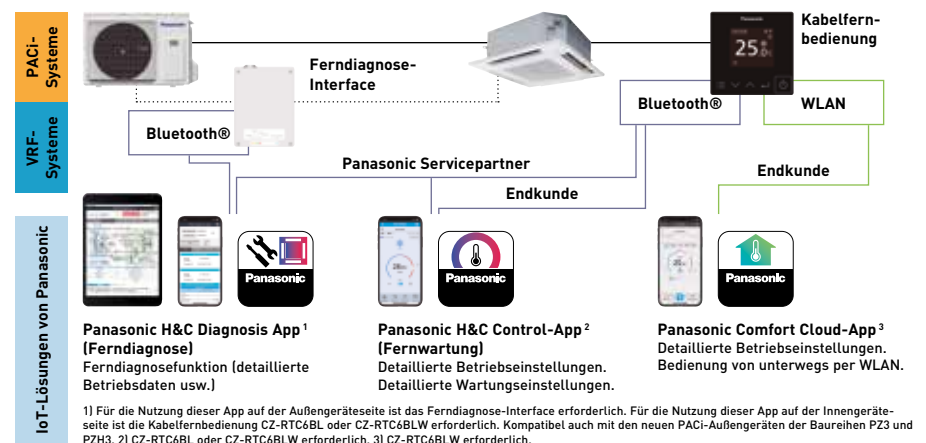 PACi-
Systeme
VRF-
Systeme
IoT-Lösungen von Panasonic
Panasonic
Ferndiagnose-
Interface
Kabelfern-
bedienung
Bluetooth®
Bluetooth®
WLAN
Panasonic Servicepartner
Endkunde
Endkunde
Panasonic
Panasonic
Panasonic
Panasonic H&C Diagnosis App 1
(Ferndiagnose)
Ferndiagnosefunktion (detaillierte
Betriebsdaten usw.)
Panasonic H&C Control-App 2
(Fernwartung)
Detaillierte Betriebseinstellungen.
Detaillierte Wartungseinstellungen.
Panasonic Comfort Cloud-App 3
Detaillierte Betriebseinstellungen.
Bedienung von unterwegs per WLAN.
1) Für die Nutzung dieser App auf der Außengeräteseite ist das Ferndiagnose-Interface erforderlich. Für die Nutzung dieser App auf der Innengeräte-
seite ist die Kabelfernbedienung CZ-RTC6BL oder CZ-RTC6BLW erforderlich. Kompatibel auch mit den neuen PACi-Außengeräten der Baureihen PZ3 und
PZH3. 2) CZ-RTC6BL oder CZ-RTC6BLW erforderlich. 3) CZ-RTC6BLW erforderlich.